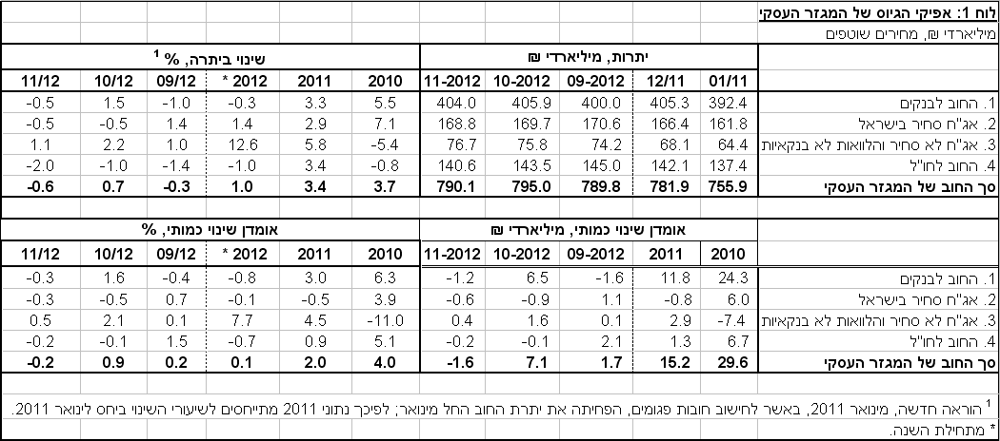 לוח 1: אפיקי הגיוס של המגזר העסקי
מיליארדי ₪, מחירים שוטפים
יתרות, מיליארדי ₪ שינוי ביתרה, % ¹
01/11 12/11 09-2012 10-2012 11-2012 2010 2011 2012 * 09/12 10/12 11/12
1. החוב לבנקים 392.4 405.3 400.0 405.9 404.0 5.5 3.3 -0.3 -1.0 1.5 -0.5
2. אג"ח סחיר בישראל 161.8 166.4 170.6 169.7 168.8 7.1 2.9 1.4 1.4 -0.5 -0.5
3. אג"ח לא סחיר והלוואות לא בנקאיות 64.4 68.1 74.2 75.8 76.7 -5.4 5.8 12.6 1.0 2.2 1.1
4. החוב לחו"ל 137.4 142.1 145.0 143.5 140.6 -0.8 3.4 -1.0 -1.4 -1.0 -2.0
סך החוב של המגזר העסקי 755.9 781.9 789.8 795.0 790.1 3.7 3.4 1.0 -0.3 0.7 -0.6
אומדן שינוי כמותי, מיליארדי ₪ אומדן שינוי כמותי, %
2010 2011 09-2012 10-2012 11-2012 2010 2011 2012 * 09/12 10/12 11/12
1. החוב לבנקים 24.3 11.8 -1.6 6.5 -1.2 6.3 3.0 -0.8 -0.4 1.6 -0.3
2. אג"ח סחיר בישראל 6.0 -0.8 1.1 -0.9 -0.6 3.9 -0.5 -0.1 0.7 -0.5 -0.3
3. אג"ח לא סחיר והלוואות לא בנקאיות -7.4 2.9 0.1 1.6 0.4 -11.0 4.5 7.7 0.1 2.1 0.5
4. החוב לחו"ל 6.7 1.3 2.1 -0.1 -0.2 5.1 0.9 -0.7 1.5 -0.1 -0.2
סך החוב של המגזר העסקי 29.6 15.2 1.7 7.1 -1.6 4.0 2.0 0.1 0.2 0.9 -0.2
¹ הוראה חדשה, מינואר 2011, באשר לחישוב חובות פגומים, הפחיתה את יתרת החוב החל מינואר; לפיכך נתוני 2011 מתייחסים לשיעורי השינוי ביחס לינואר 2011.
* מתחילת השנה.